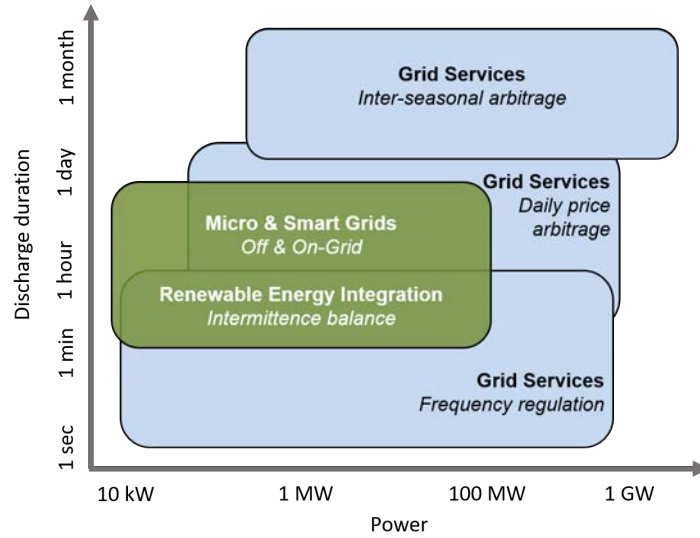 Discharge duration
1 month
1 day
1 hour
1 min
1 sec
Grid Services
Inter-seasonal arbitrage
Grid Services
Daily price
arbitrage
Micro & Smart Grids
Off & On-Grid
Renewable Energy Integration
Intermittence balance
Grid Services
Frequency regulation
10 kW
1 MW
100 MW
1 GW
Power